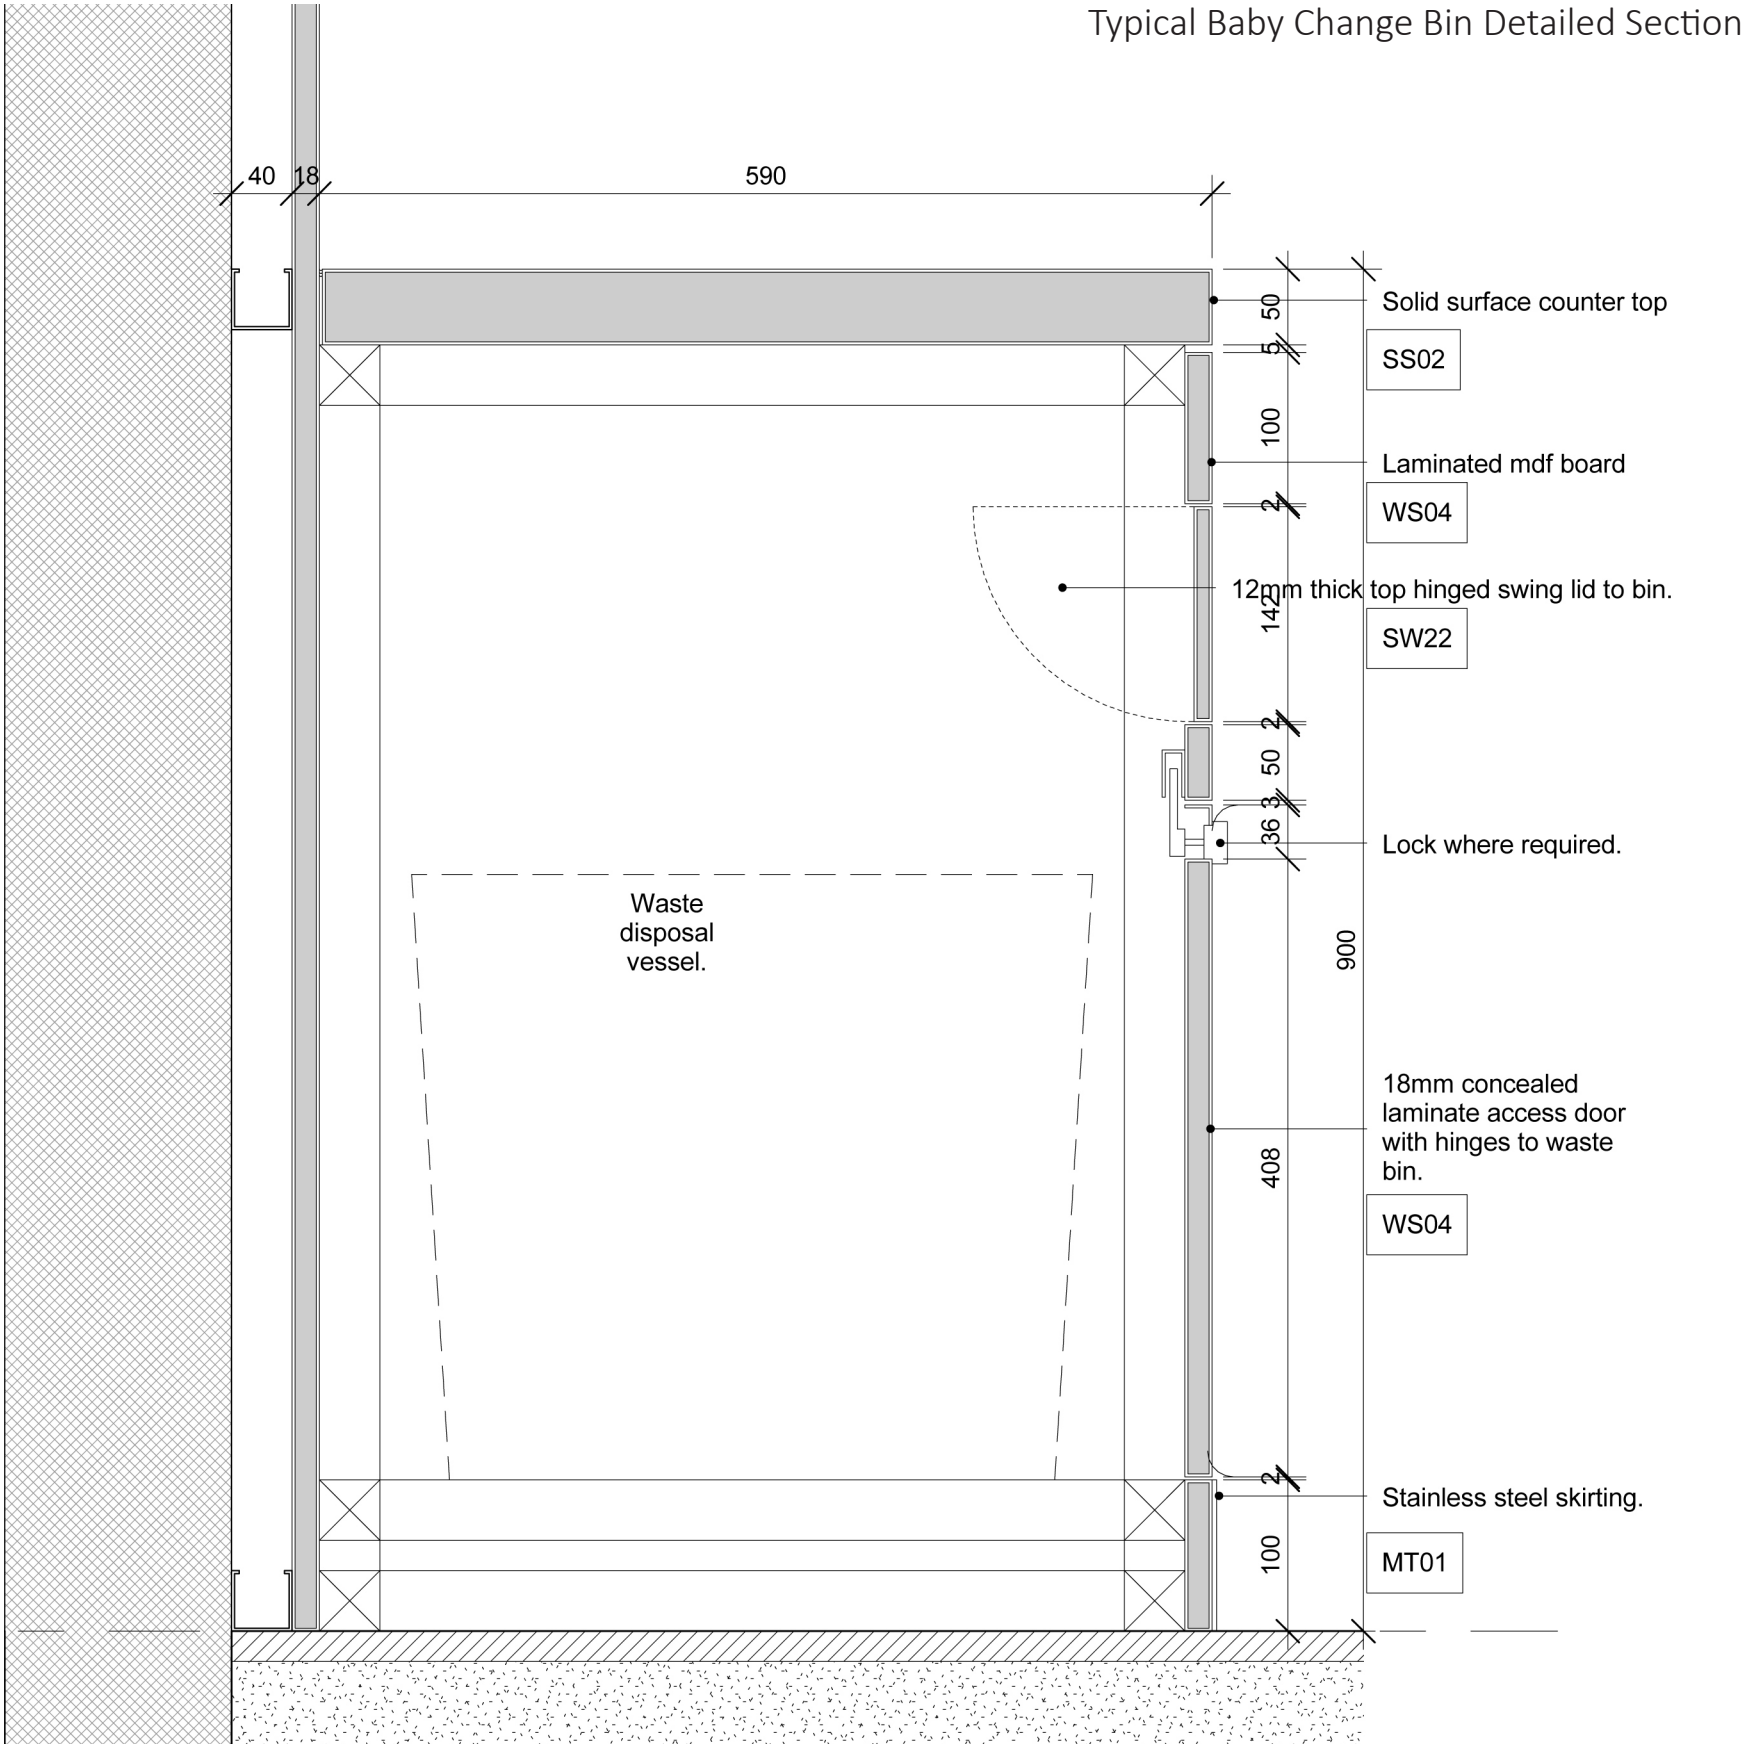 Typical Baby Change Bin Detailed Section
40
18
590
50
Solid surface counter top
5
SS02
100
Laminated mdf board
2
WS04
12mm thick top hinged swing lid to bin.
142
SW22
2
50
3
36
Lock where required.
Waste
disposal
vessel.
900
18mm concealed
laminate access door
with hinges to waste
bin.
408
WS04
2
Stainless steel skirting.
100
MT01